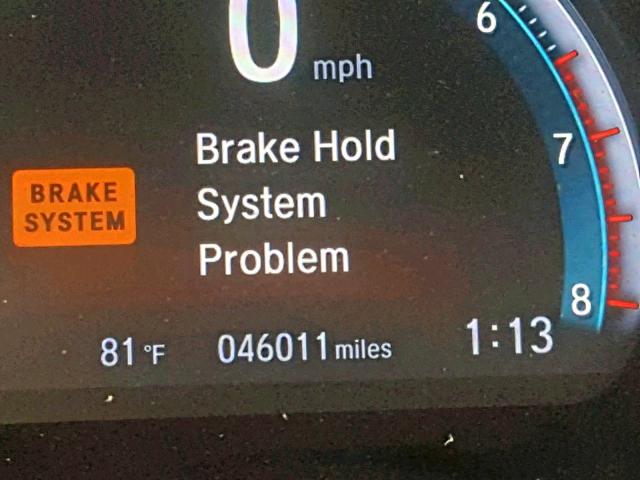 6
0 mph
7
Brake Hold
System
Problem
BRAKE
SYSTEM
8
81 °F 046011 miles 1:13